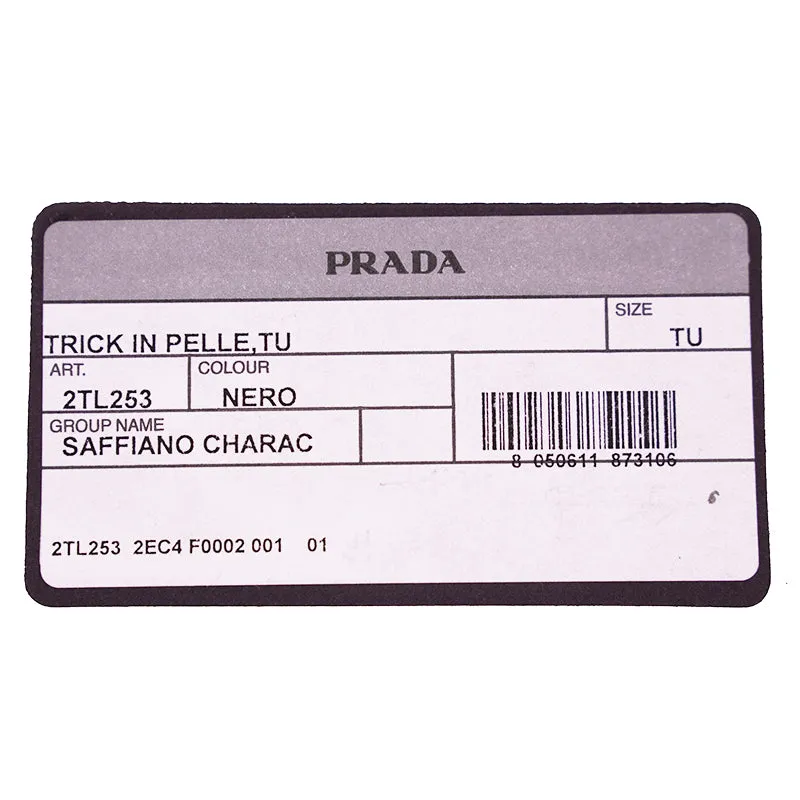 PRADA
TRICK IN PELLE,TU
SIZE
TU
ART.
2TL253
COLOUR
NERO
GROUP NAME
SAFFIANO CHARAC
8 050611 873106
6
2TL253 2EC4 F0002 001 01